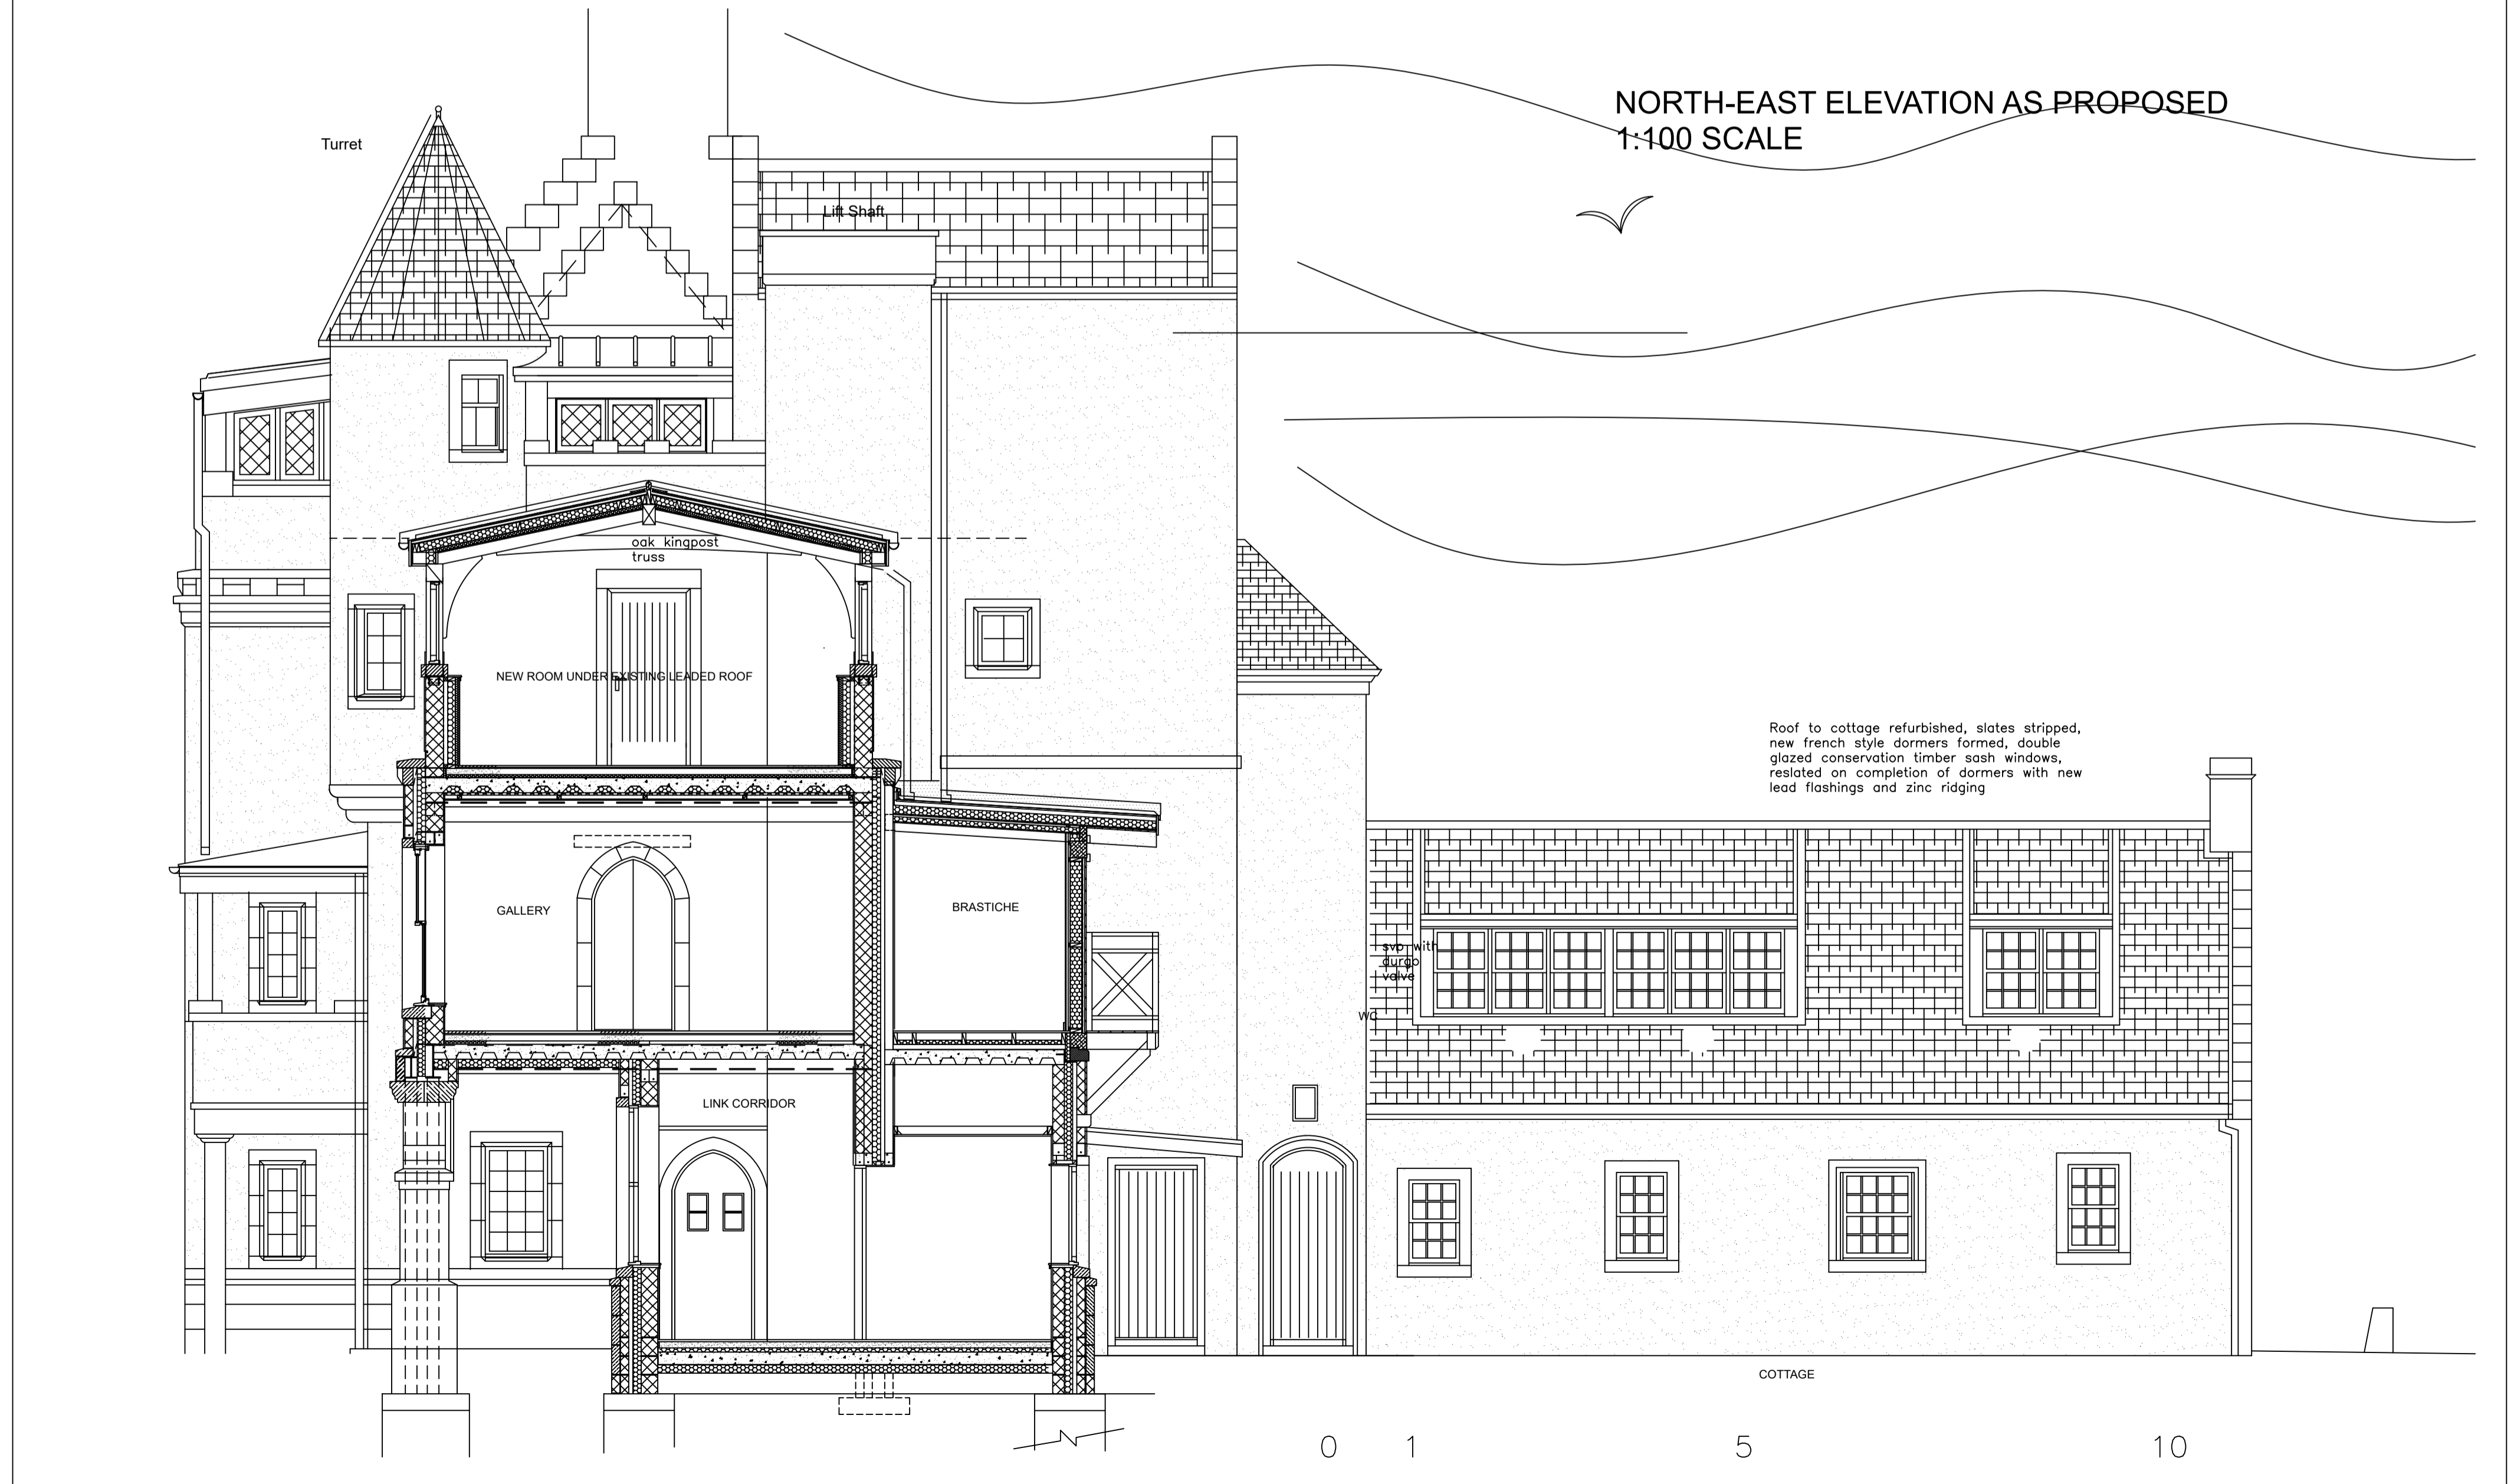 NORTH-EAST ELEVATION AS PROPOSED
1:100 SCALE
Turret
Lift Shaft
oak kingpost
truss
NEW ROOM UNDER EXISTING LEADED ROOF
Roof to cottage refurbished, slates stripped,
new french style dormers formed, double
glazed conservation timber sash windows,
reslated on completion of dormers with new
lead flashings and zinc ridging
GALLERY
BRASTICHE
svp with
durgo
valve
WC
LINK CORRIDOR
COTTAGE
0 1 5 10